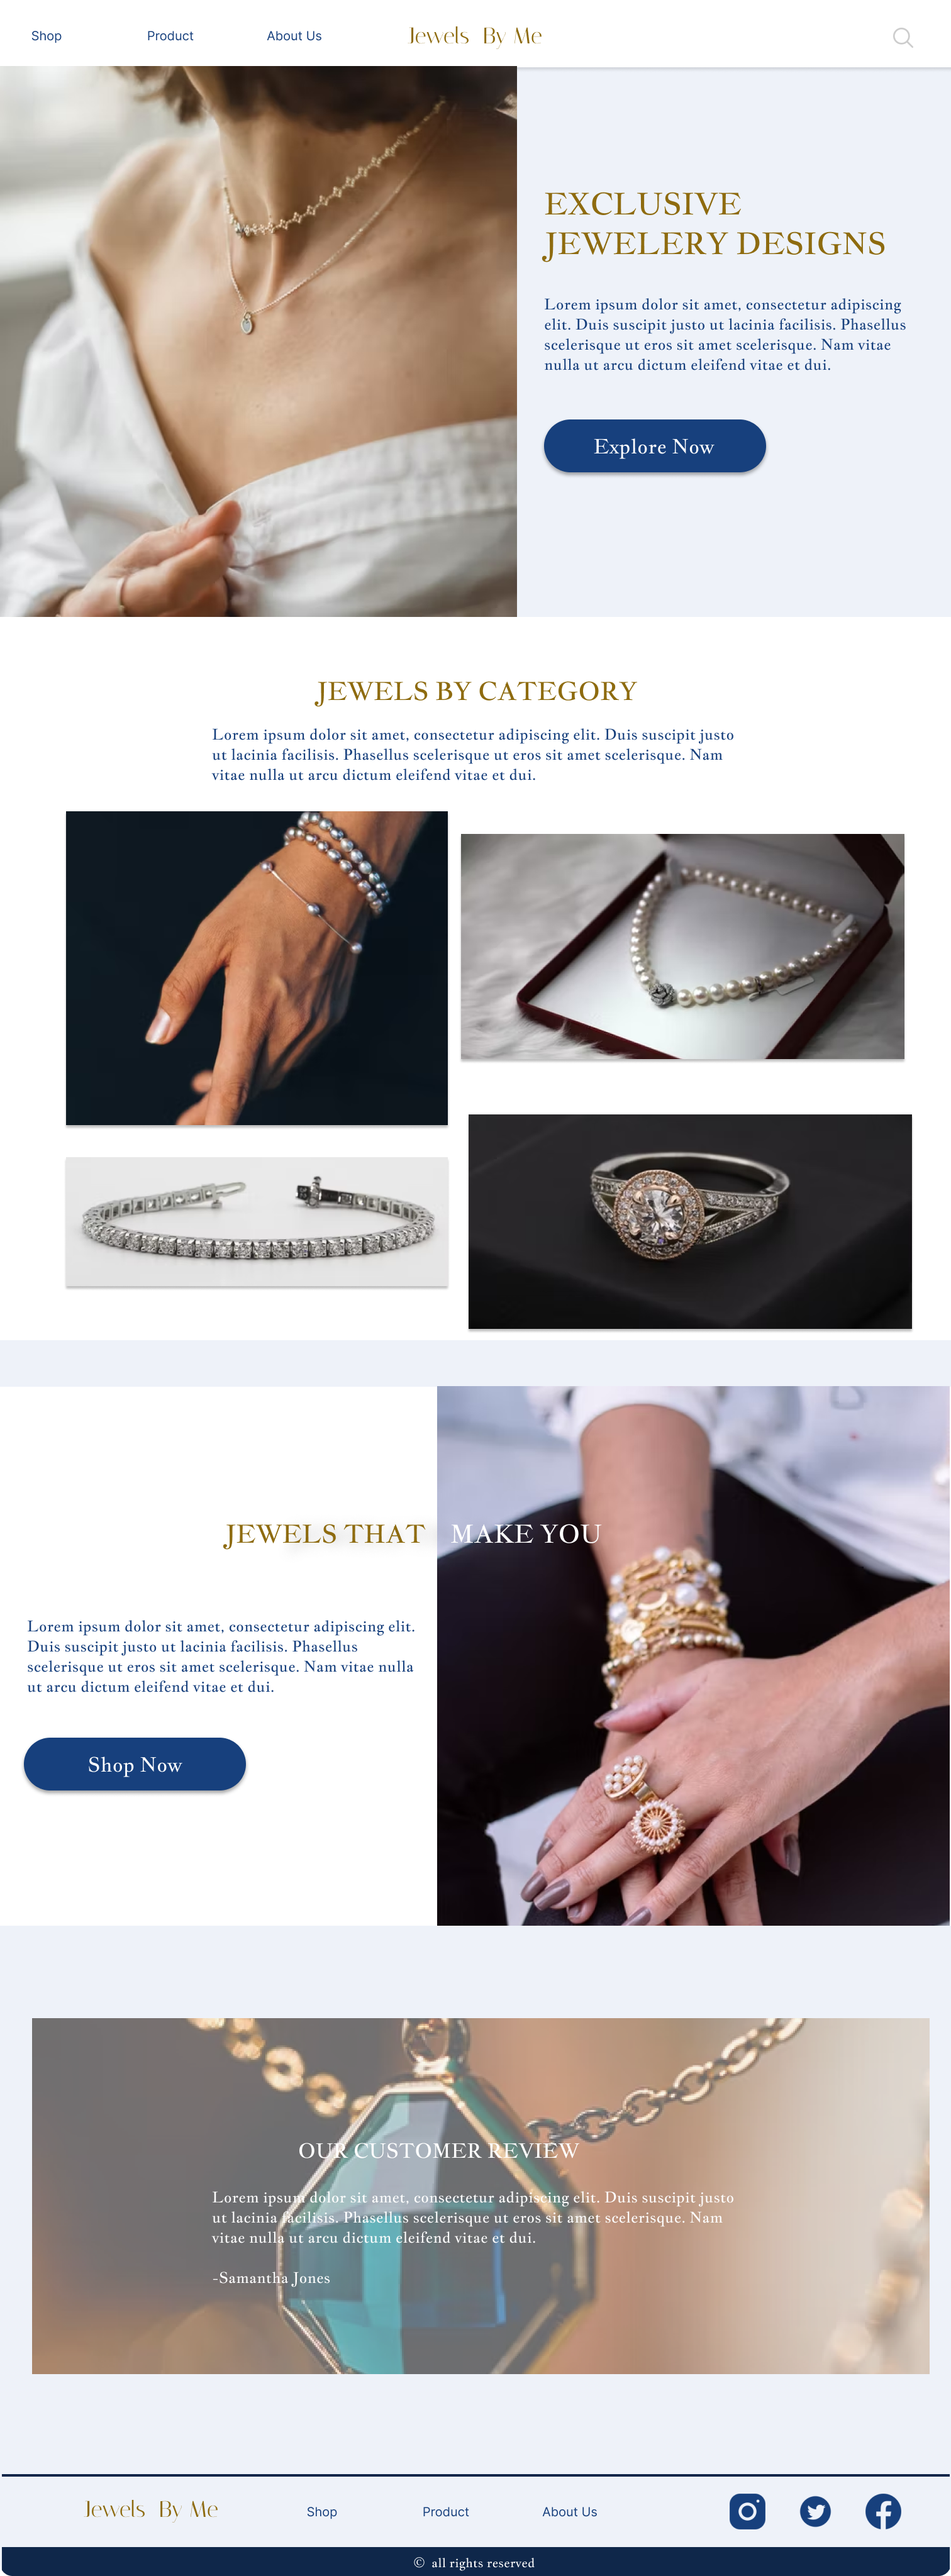 Shop
Product
About Us
Jewels By Me
EXCLUSIVE
JEWELERY DESIGNS
Lorem ipsum dolor sit amet, consectetur adipiscing
elit. Duis suscipit justo ut lacinia facilisis. Phasellus
scelerisque ut eros sit amet scelerisque. Nam vitae
nulla ut arcu dictum eleifend vitae et dui.
Explore Now
JEWELS BY CATEGORY
Lorem ipsum dolor sit amet, consectetur adipiscing elit. Duis suscipit justo
ut lacinia facilisis. Phasellus scelerisque ut eros sit amet scelerisque. Nam
vitae nulla ut arcu dictum eleifend vitae et dui.
JEWELS THAT MAKE YOU
Lorem ipsum dolor sit amet, consectetur adipiscing elit.
Duis suscipit justo ut lacinia facilisis. Phasellus
scelerisque ut eros sit amet scelerisque. Nam vitae nulla
ut arcu dictum eleifend vitae et dui.
Shop Now
OUR CUSTOMER REVIEW
Lorem ipsum dolor sit amet, consectetur adipiscing elit. Duis suscipit justo
ut lacinia facilisis. Phasellus scelerisque ut eros sit amet scelerisque. Nam
vitae nulla ut arcu dictum eleifend vitae et dui.
-Samantha Jones
Jewels By Me
Shop
Product
About Us
© all rights reserved